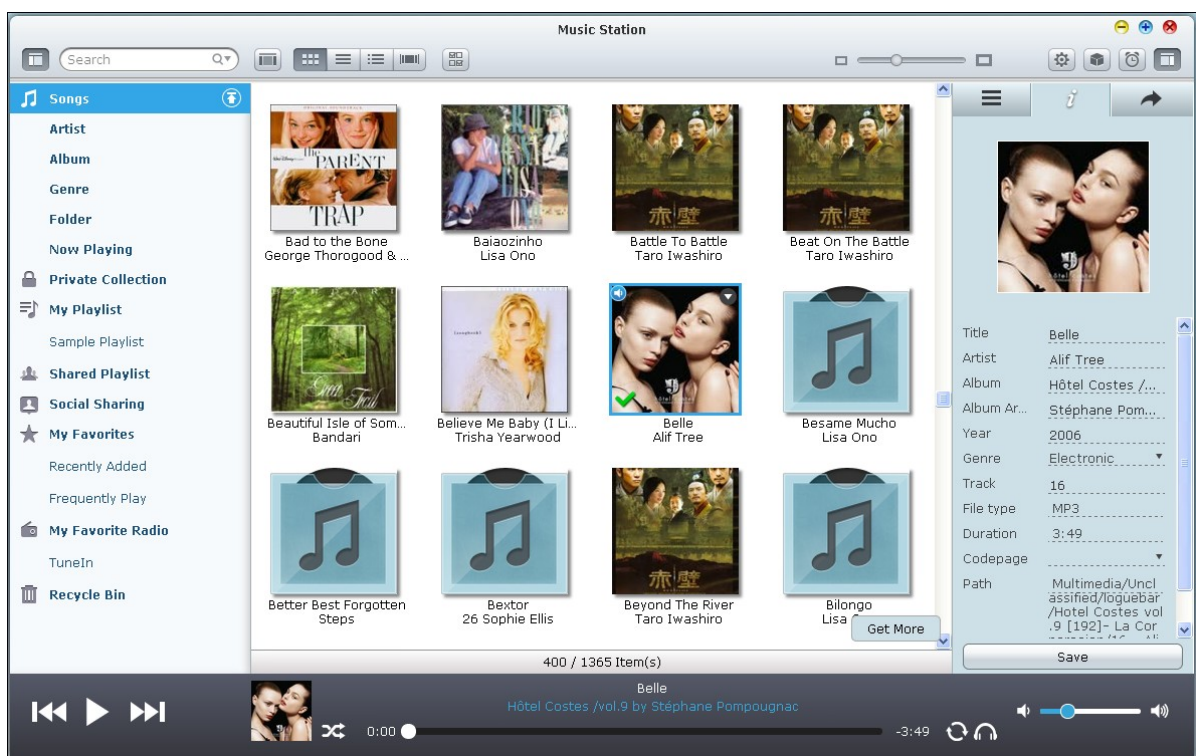 Music Station
Search
Songs
Artist
Album
Genre
Folder
Now Playing
Private Collection
My Playlist
Sample Playlist
Shared Playlist
Social Sharing
My Favorites
Recently Added
Frequently Play
My Favorite Radio
TuneIn
Recycle Bin
The PARENT TRAP
Bad to the Bone
George Thorogood & ...
Baiaozinho
Lisa Ono
赤壁
Battle To Battle
Taro Iwashiro
赤壁
Beat On The Battle
Taro Iwashiro
Beautiful Isle of Som...
Bandari
Believe Me Baby (I Li...
Trisha Yearwood
Belle
Alif Tree
Besame Mucho
Lisa Ono
Better Best Forgotten
Steps
Bextor
26 Sophie Ellis
赤壁
Beyond The River
Taro Iwashiro
Bilongo
Lisa
Get More
400 / 1365 Item(s)
i
Title Belle
Artist Alif Tree
Album Hôtel Costes /...
Album Ar... Stéphane Pom...
Year 2006
Genre Electronic
Track 16
File type MP3
Duration 3:49
Codepage
Path Multimedia/Uncl
assified/loguebar
/Hotel Costes vol
.9 [192]- La Cor
Save
Belle
Hôtel Costes /vol.9 by Stéphane Pompougnac
0:00
-3:49